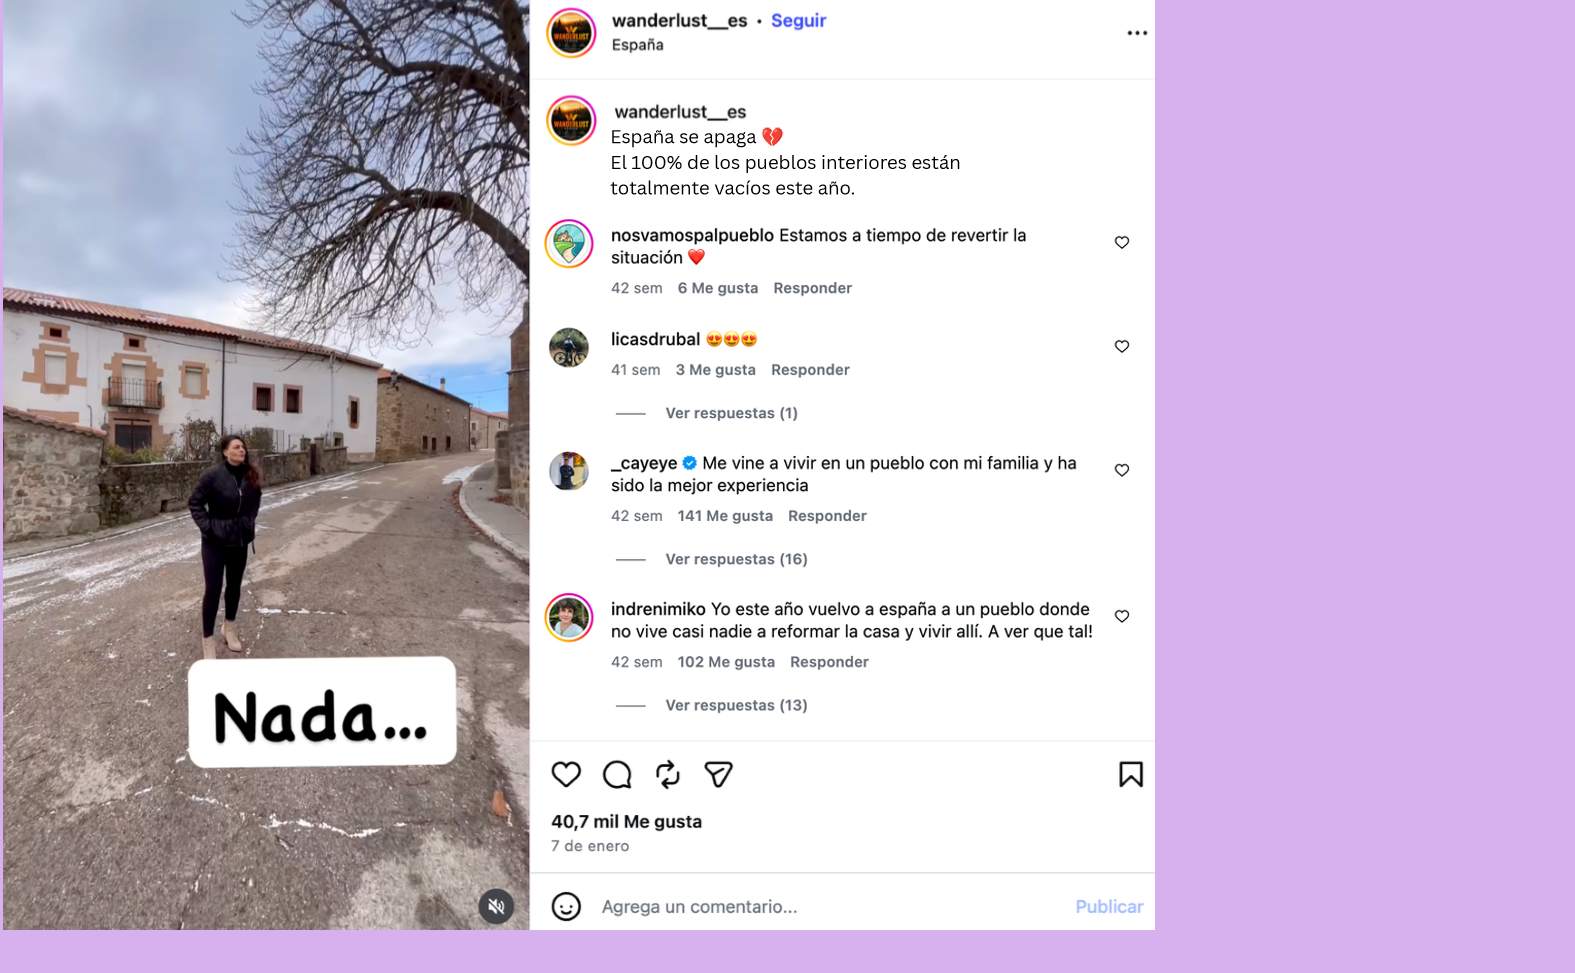 wanderlust__es • Seguir
España
wanderlust__es
España se apaga 💔
El 100% de los pueblos interiores están
totalmente vacíos este año.
nosvamospalpueblo Estamos a tiempo de revertir la
situación ❤️
42 sem 6 Me gusta Responder
licasdrubal 😍😍😍
41 sem 3 Me gusta Responder
Ver respuestas (1)
_cayeye Me vine a vivir en un pueblo con mi familia y ha
sido la mejor experiencia
42 sem 141 Me gusta Responder
Ver respuestas (16)
indrenimiko Yo este año vuelvo a españa a un pueblo donde
no vive casi nadie a reformar la casa y vivir allí. A ver que tal!
42 sem 102 Me gusta Responder
Ver respuestas (13)
Nada...
40,7 mil Me gusta
7 de enero
Agrega un comentario...
Publicar
WANDERLUST
WANDERLUST